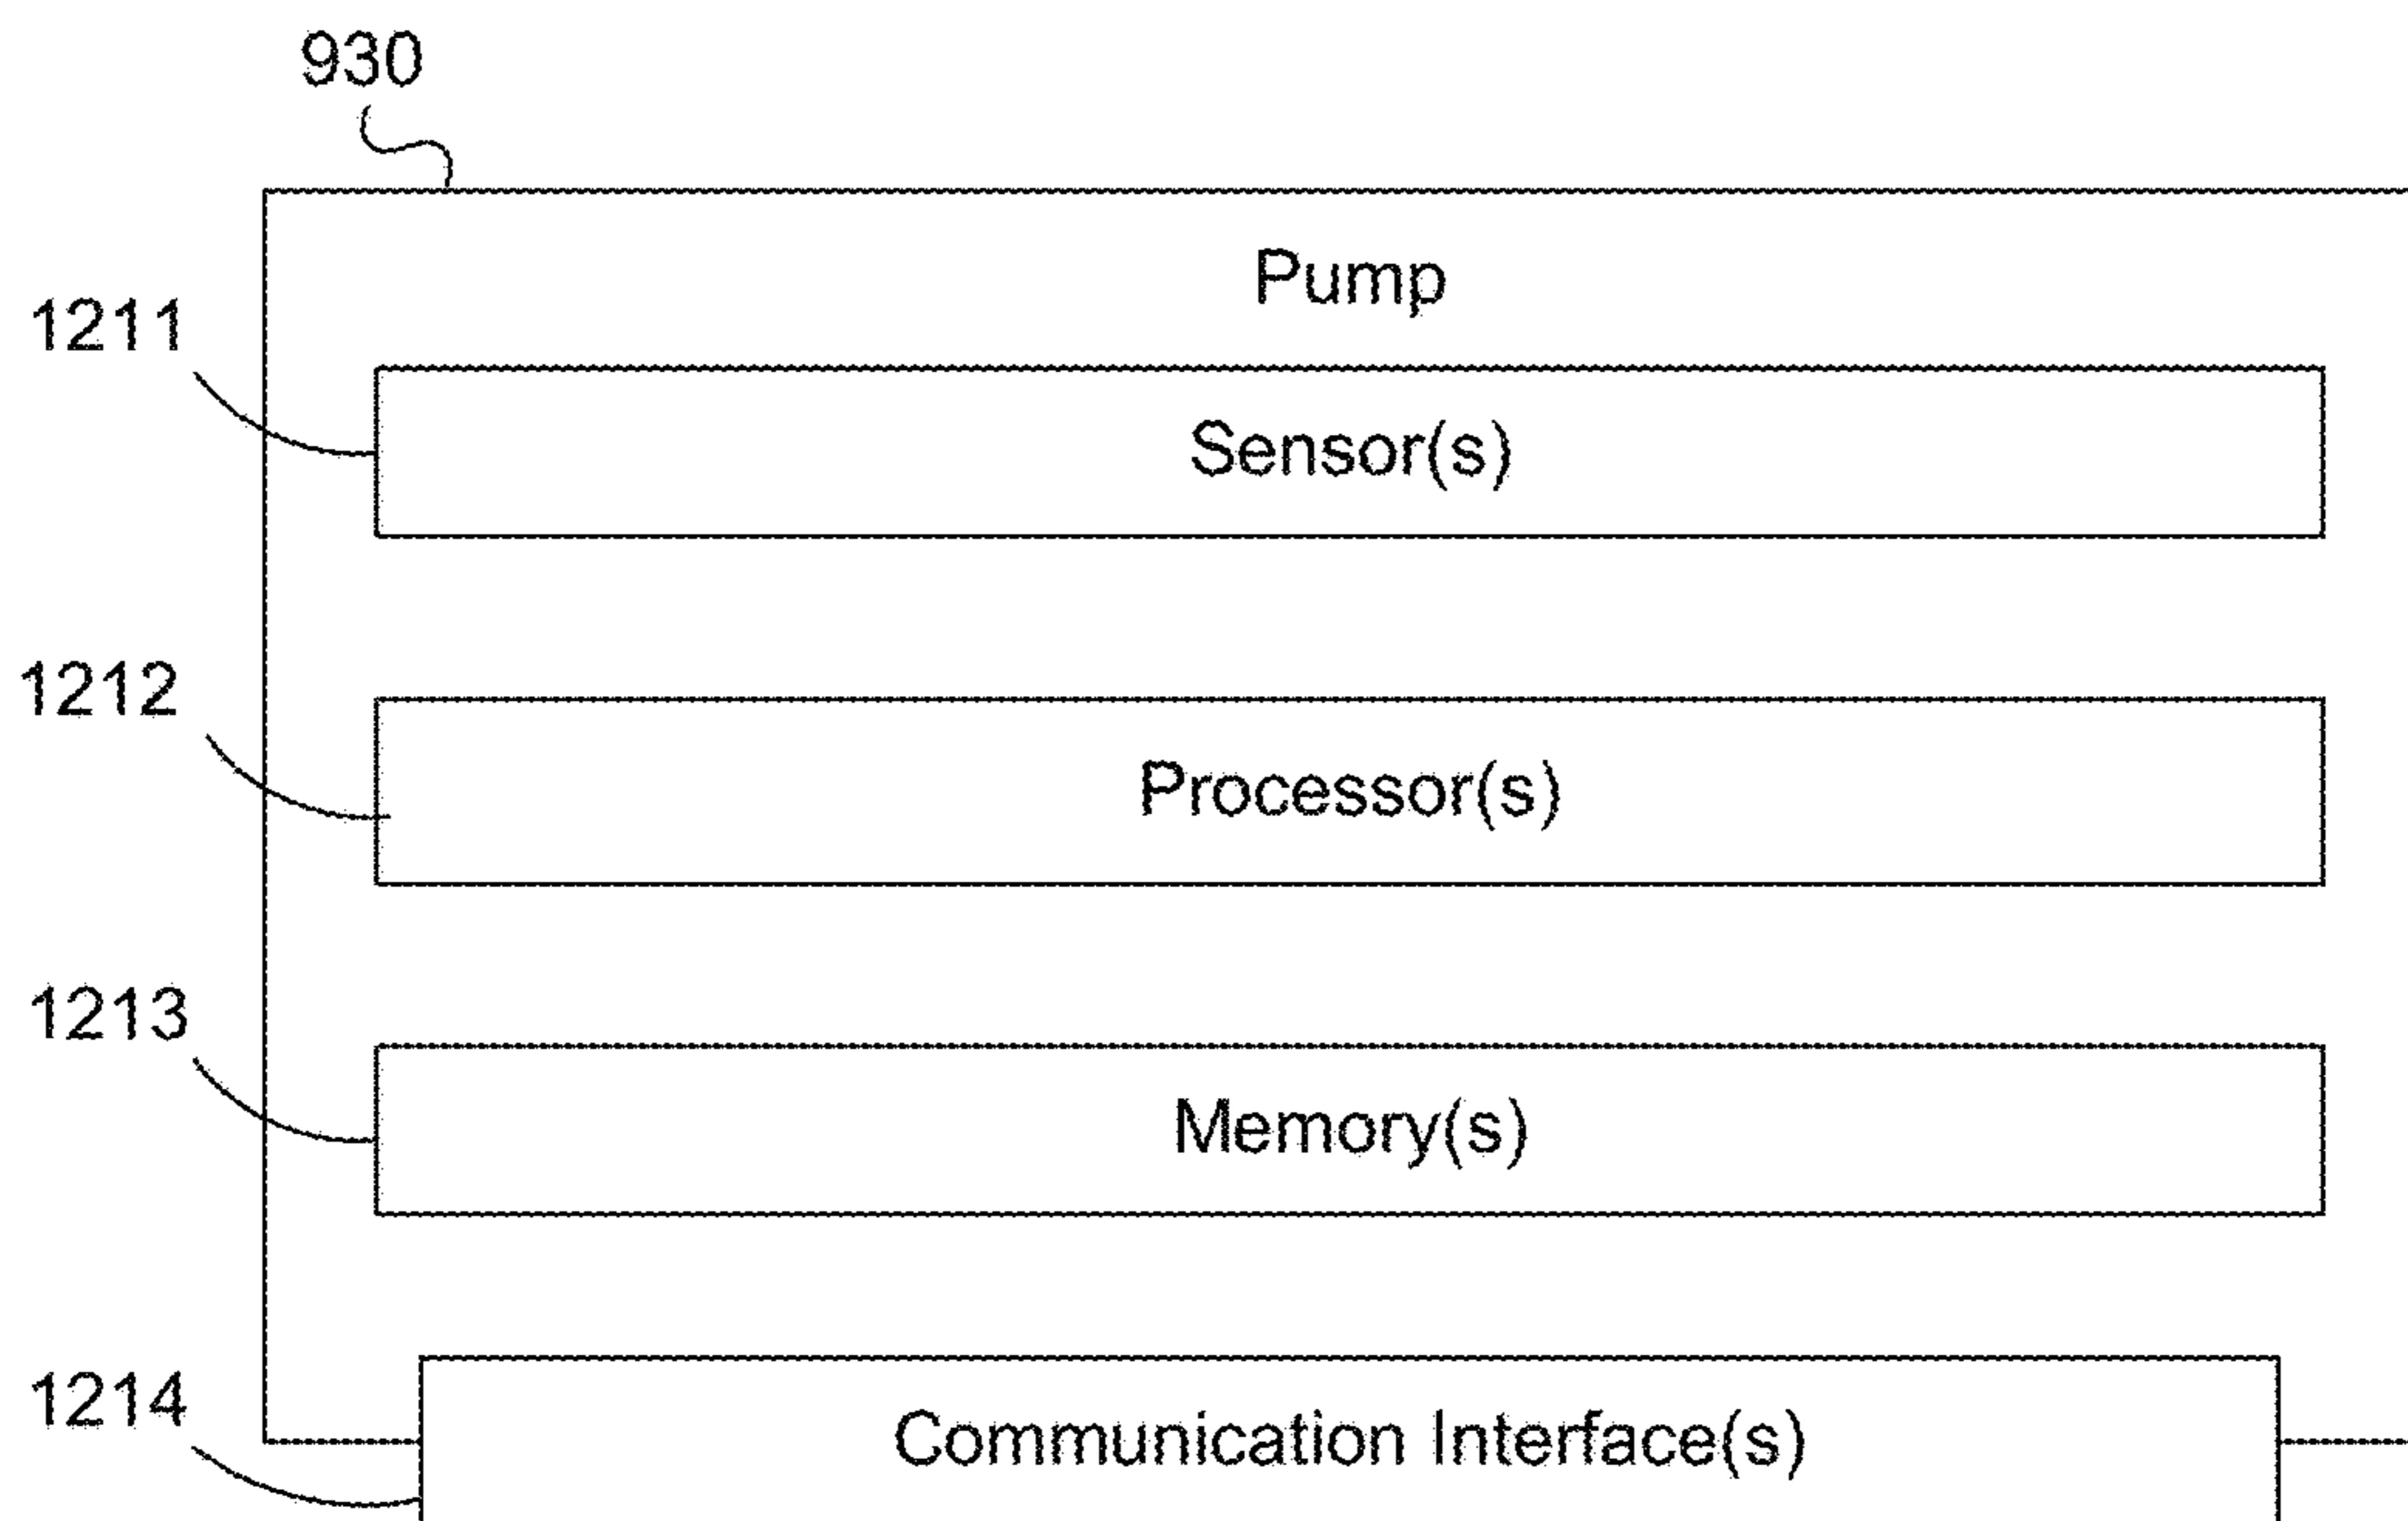 930
Pump
1211
Sensor(s)
1212
Processor(s)
1213
Memory(s)
1214
Communication Interface(s)